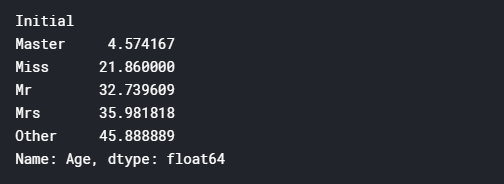 Initial
Master     4.574167
Miss      21.860000
Mr        32.739609
Mrs       35.981818
Other     45.888889
Name: Age, dtype: float64